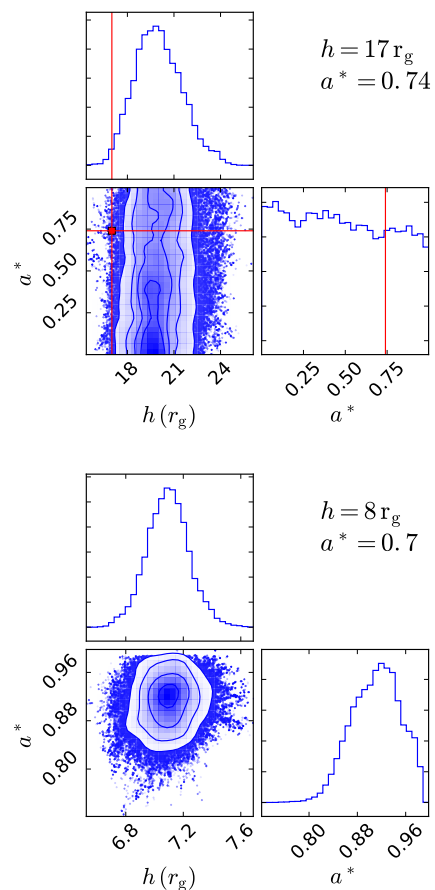 h = 17 r_g
a* = 0.74
0.75
0.50
0.25
a*
18
21
24
h (r_g)
0.25
0.50
0.75
a*
h = 8 r_g
a* = 0.7
0.96
0.88
0.80
a*
6.8
7.2
7.6
h (r_g)
0.80
0.88
0.96
a*